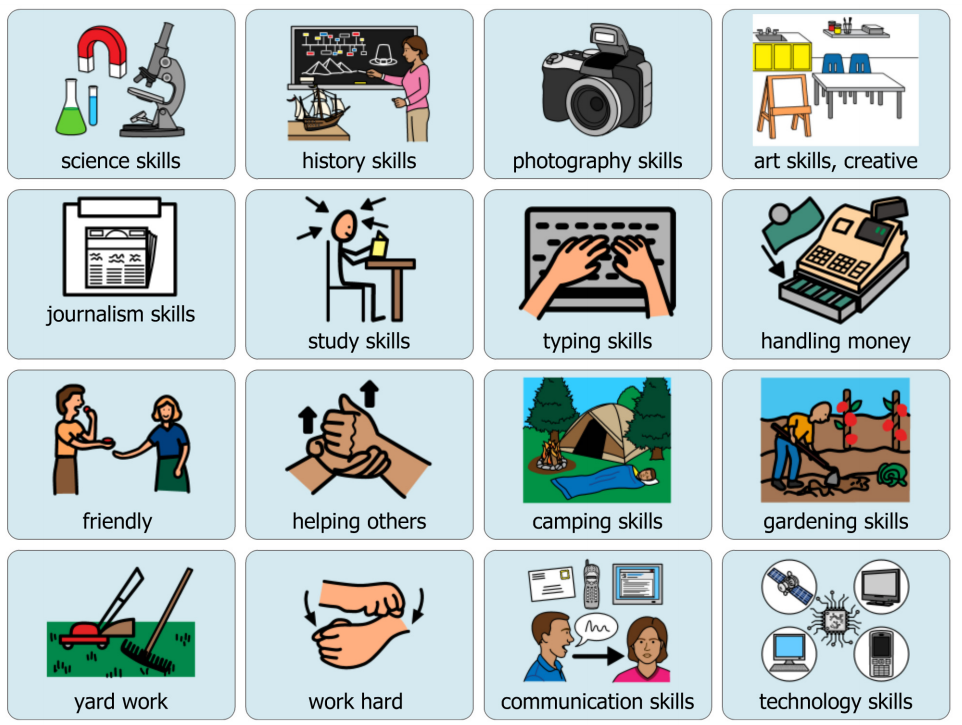 science skills
history skills
photography skills
art skills, creative
journalism skills
study skills
typing skills
handling money
friendly
helping others
camping skills
gardening skills
yard work
work hard
communication skills
technology skills